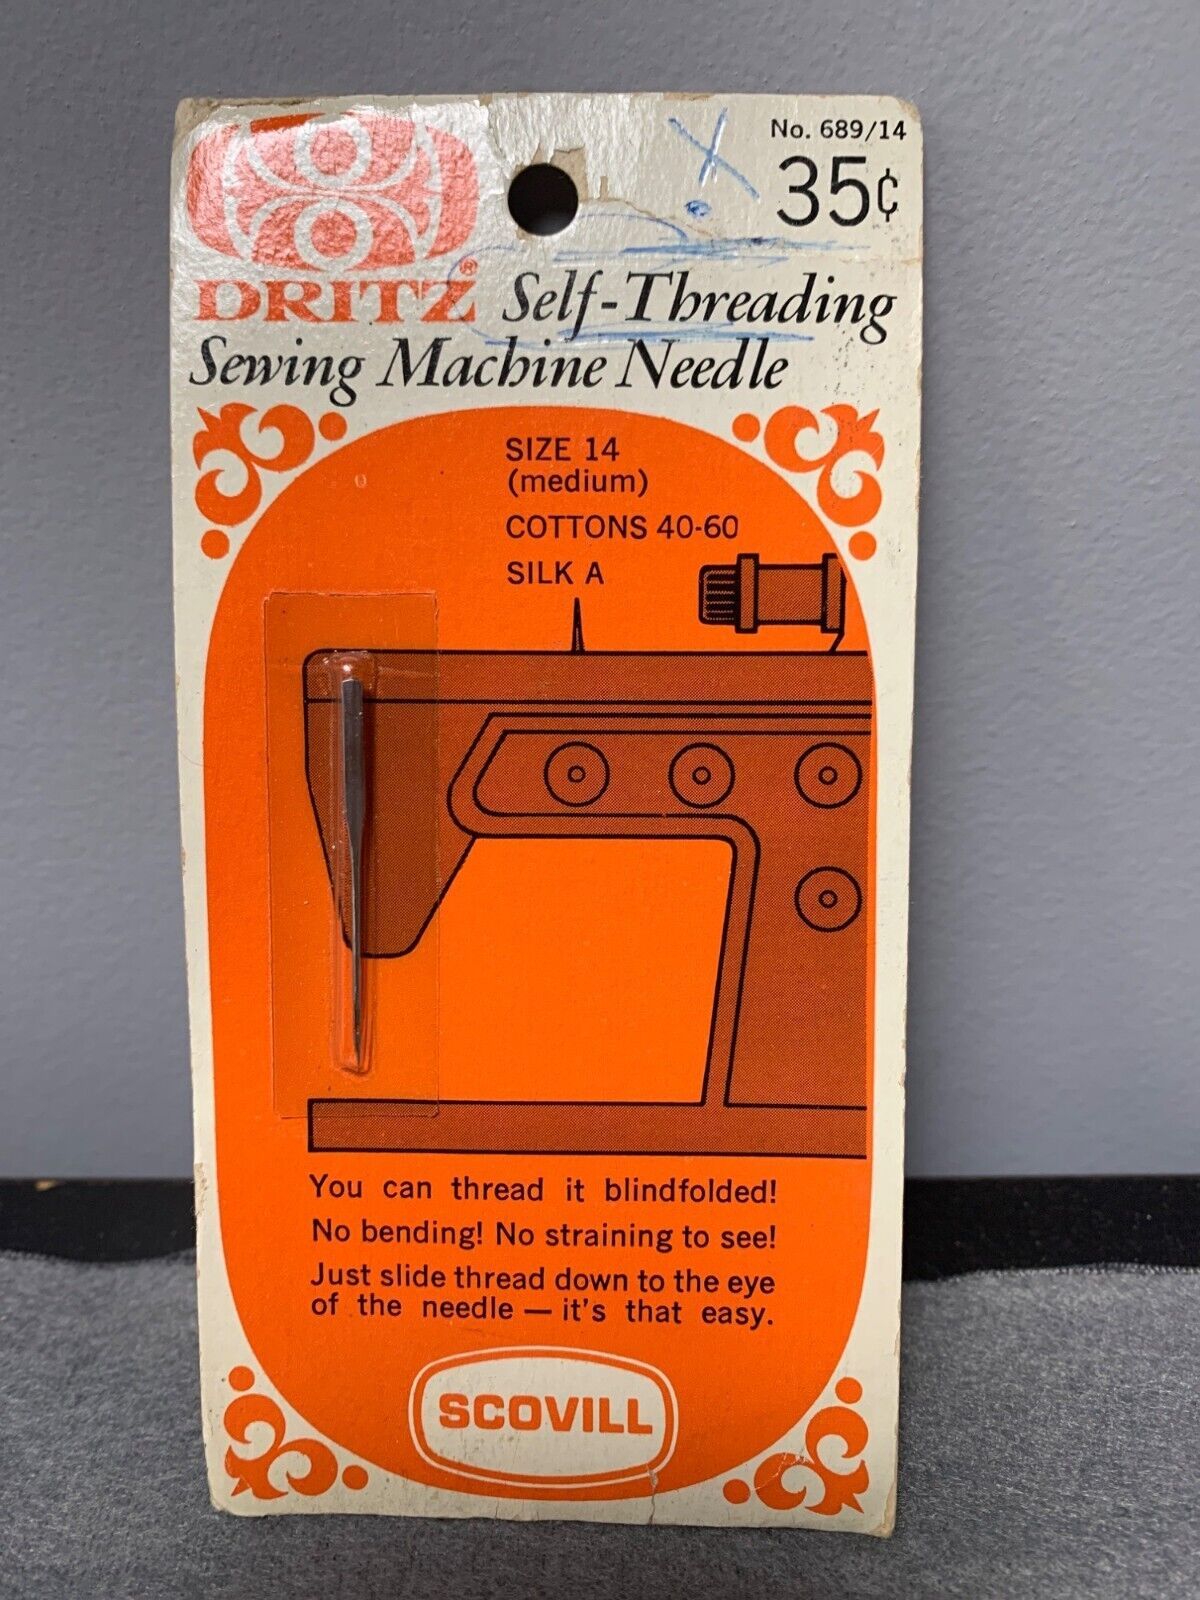 No. 689/14
35¢
DRITZ® Self-Threading
Sewing Machine Needle
SIZE 14
(medium)
COTTONS 40-60
SILK A
You can thread it blindfolded!
No bending! No straining to see!
Just slide thread down to the eye
of the needle — it's that easy.
SCOVILL